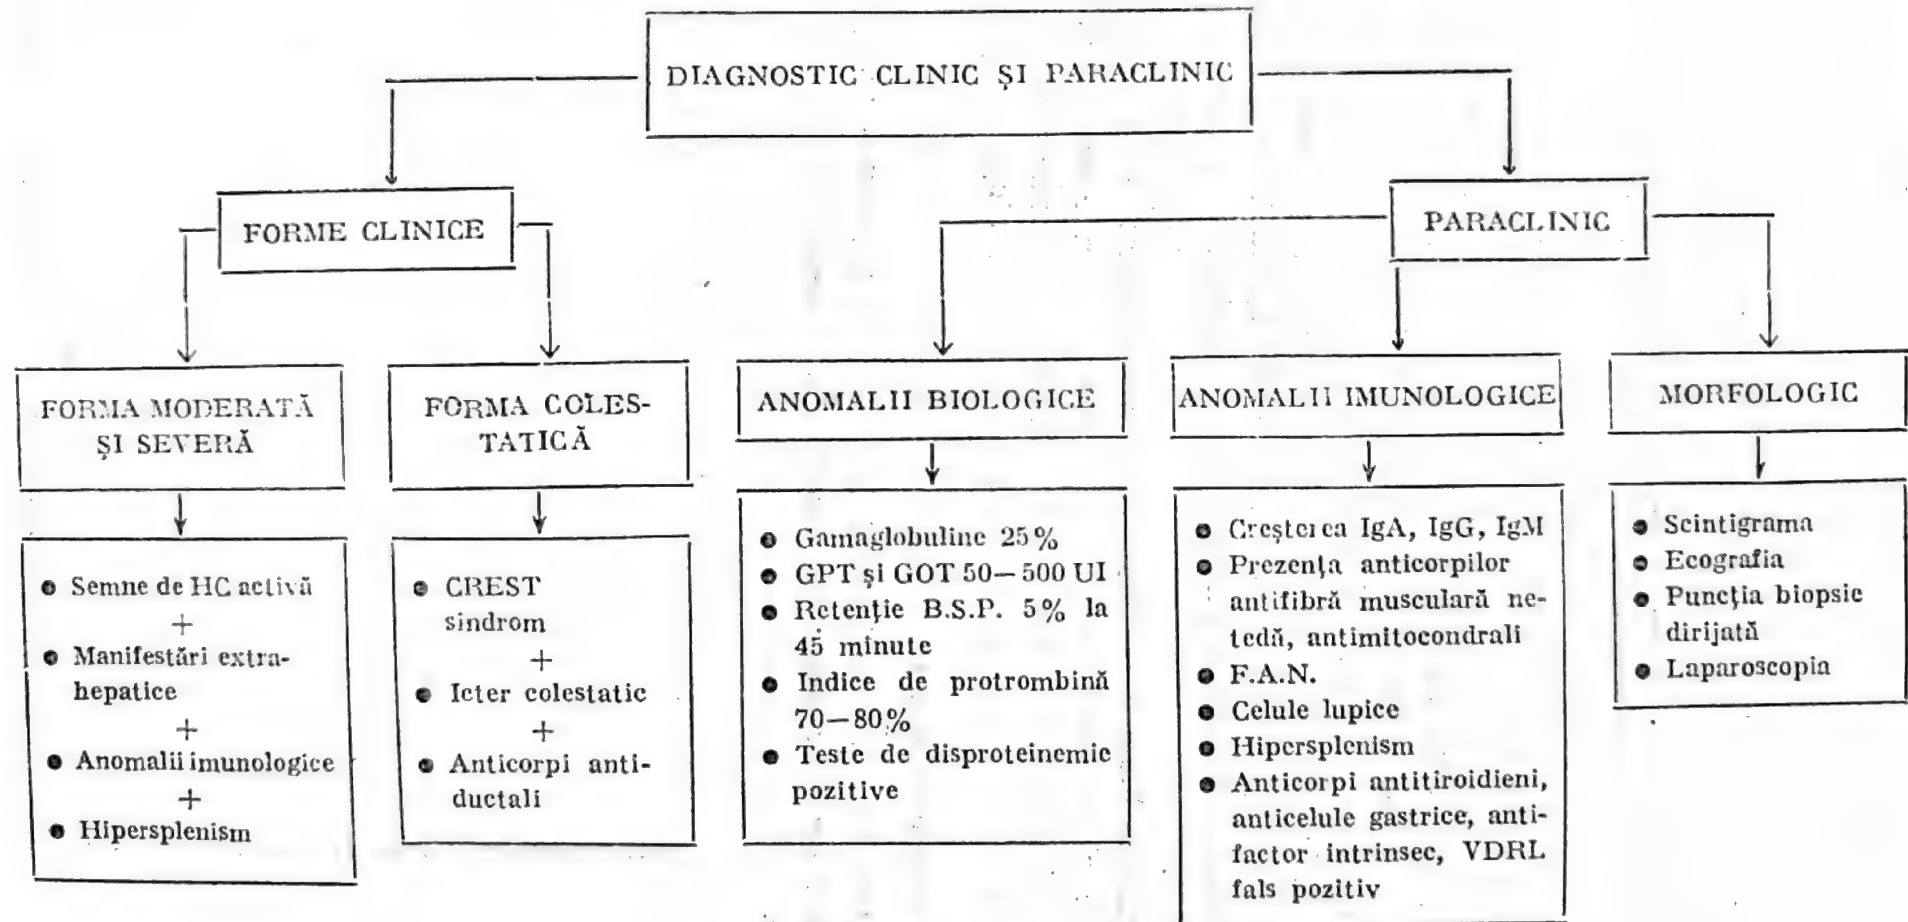 DIAGNOSTIC CLINIC ŞI PARACLINIC
FORME CLINICE
PARACLINIC
FORMA MODERATĂ
ŞI SEVERĂ
FORMA COLES-
TATICĂ
ANOMALII BIOLOGICE
ANOMALII IMUNOLOGICE
MORFOLOGIC
● Semne de HC activă
+
● Manifestări extra-
hepatice
+
● Anomalii imunologice
+
● Hipersplenism
● CREST
sindrom
+
● Icter colestatic
+
● Anticorpi anti-
ductali
● Gamaglobuline 25%
● GPT şi GOT 50—500 UI
● Retenţie B.S.P. 5% la
45 minute
● Indice de protrombină
70—80%
● Teste de disproteinemie
pozitive
● Creşterea IgA, IgG, IgM
● Prezenţa anticorpilor
antifibră musculară ne-
tedă, antimitocondrali
● F.A.N.
● Celule lupice
● Hipersplenism
● Anticorpi antitiroidieni,
anticelule gastrice, anti-
factor intrinsec, VDRL
fals pozitiv
● Scintigrama
● Ecografia
● Puncţia biopsie
dirijată
● Laparoscopia